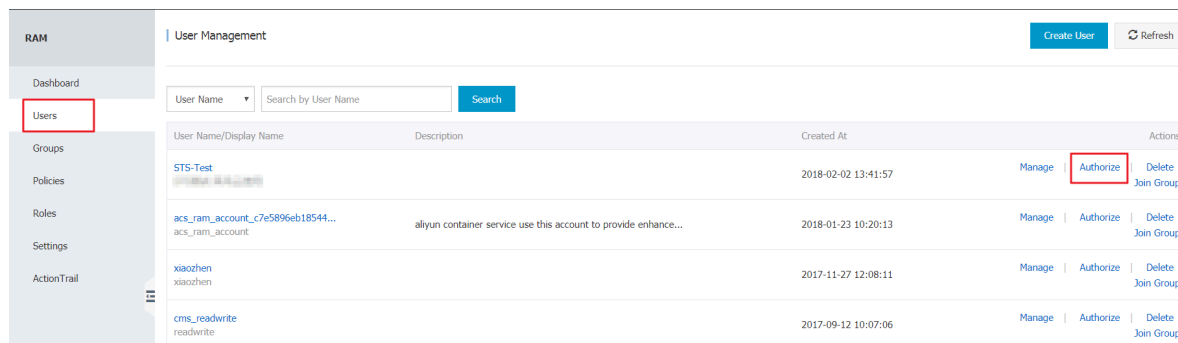 RAM
User Management
Create User
Refresh
Dashboard
Users
Groups
Policies
Roles
Settings
ActionTrail
User Name
Search by User Name
Search
User Name/Display Name Description Created At Actions
STS-Test 2018-02-02 13:41:57 Manage | Authorize | Delete
Join Group
acs_ram_account_c7e5896eb18544... aliyun container service use this account to provide enhance... 2018-01-23 10:20:13 Manage | Authorize | Delete
acs_ram_account Join Group
xiaozhen 2017-11-27 12:08:11 Manage | Authorize | Delete
xiaozhen Join Group
cms_readwrite 2017-09-12 10:07:06 Manage | Authorize | Delete
readwrite Join Group